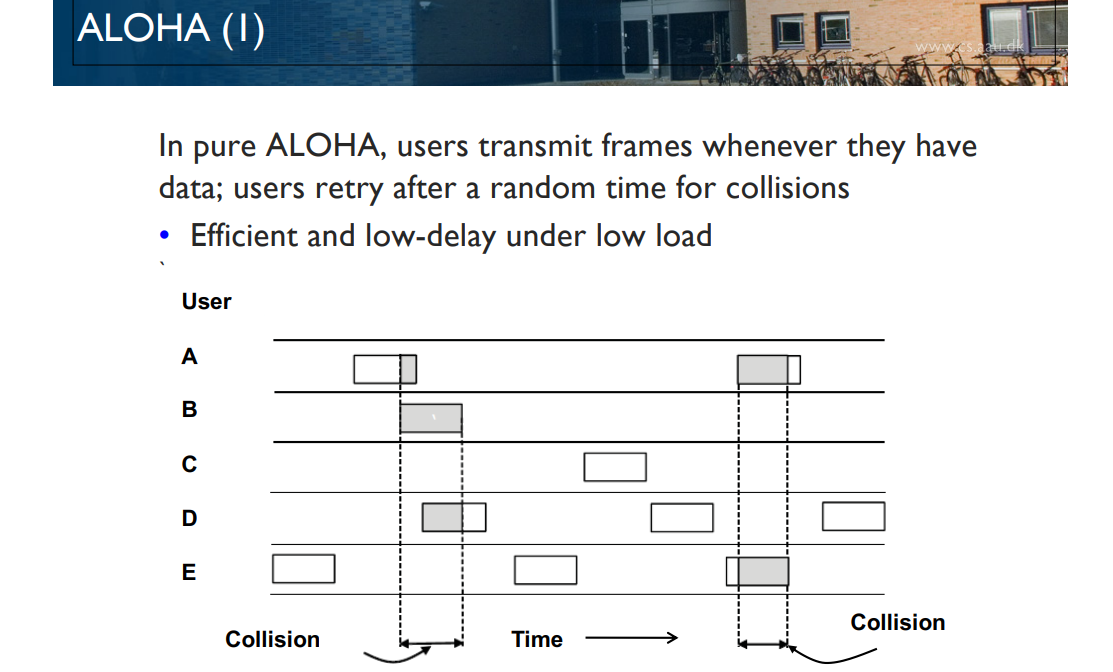 ALOHA (1)
www.cs.aau.dk
In pure ALOHA, users transmit frames whenever they have
data; users retry after a random time for collisions
• Efficient and low-delay under low load
`
User
A
B
C
D
E
Collision
Time
Collision